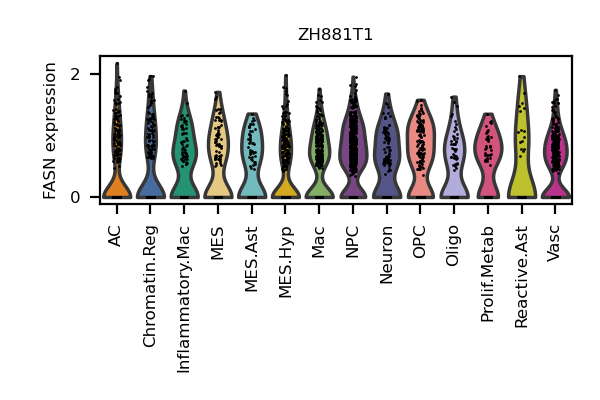 ZH881T1
FASN expression
2
0
AC
Chromatin.Reg
Inflammatory.Mac
MES
MES.Ast
MES.Hyp
Mac
NPC
Neuron
OPC
Oligo
Prolif.Metab
Reactive.Ast
Vasc